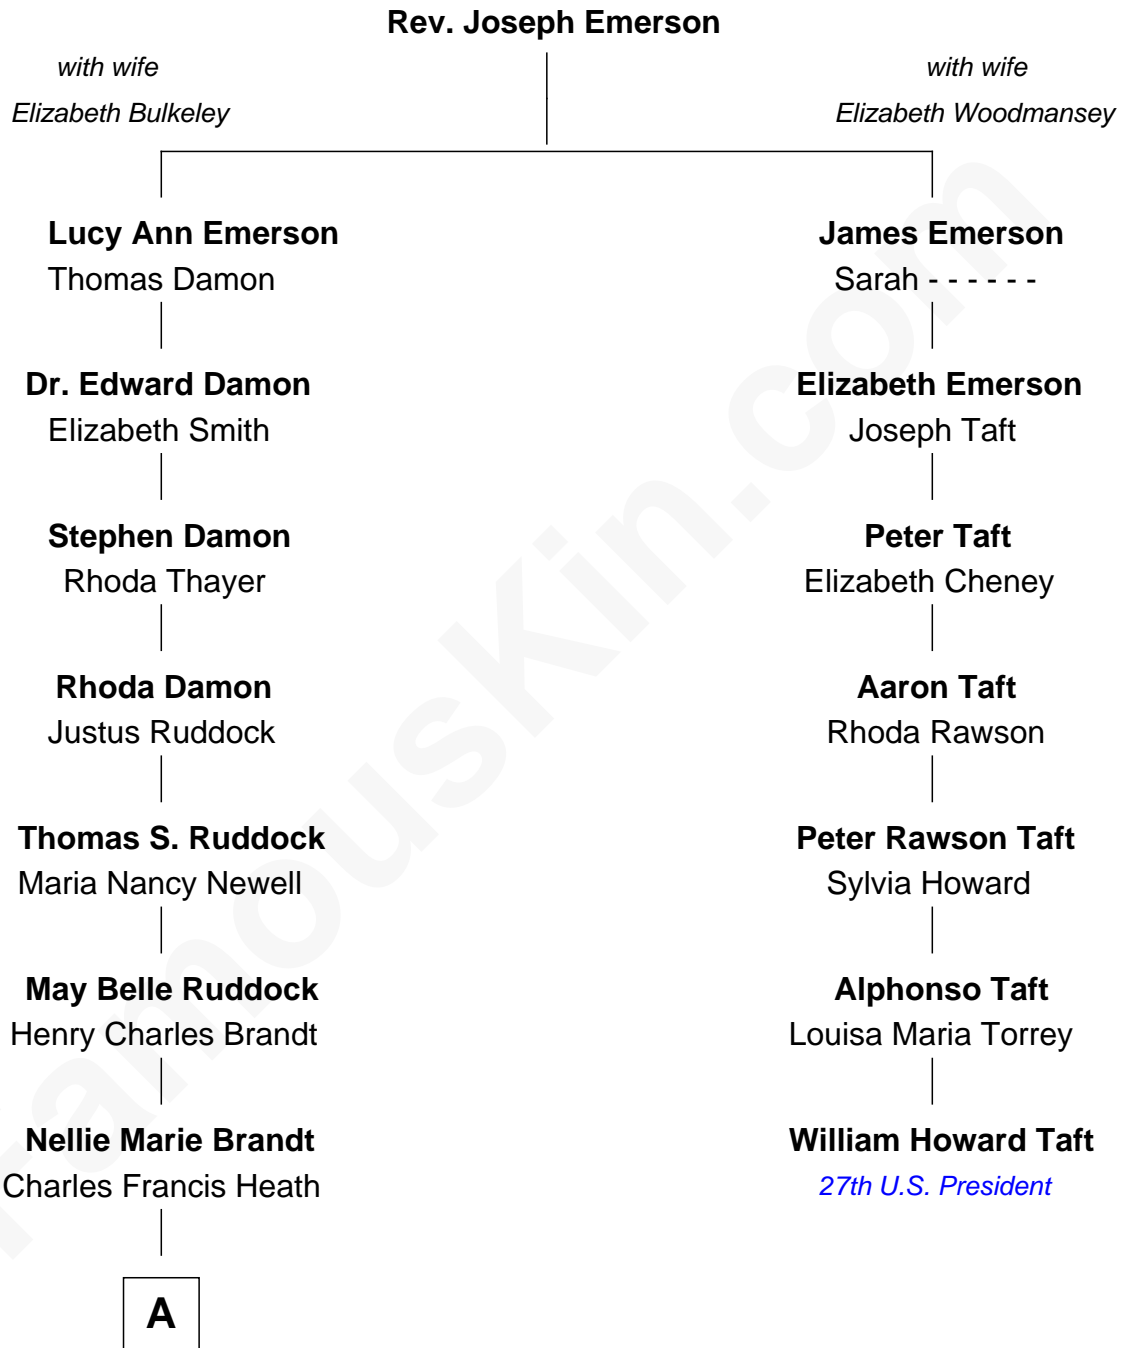 Rev. Joseph Emerson
with wife
Elizabeth Bulkeley
with wife
Elizabeth Woodmansey
Lucy Ann Emerson
Thomas Damon
James Emerson
Sarah - - - - - -
Dr. Edward Damon
Elizabeth Smith
Elizabeth Emerson
Joseph Taft
Stephen Damon
Rhoda Thayer
Peter Taft
Elizabeth Cheney
Rhoda Damon
Justus Ruddock
Aaron Taft
Rhoda Rawson
Thomas S. Ruddock
Maria Nancy Newell
Peter Rawson Taft
Sylvia Howard
May Belle Ruddock
Henry Charles Brandt
Alphonso Taft
Louisa Maria Torrey
Nellie Marie Brandt
Charles Francis Heath
William Howard Taft
27th U.S. President
A
FamousKin.com